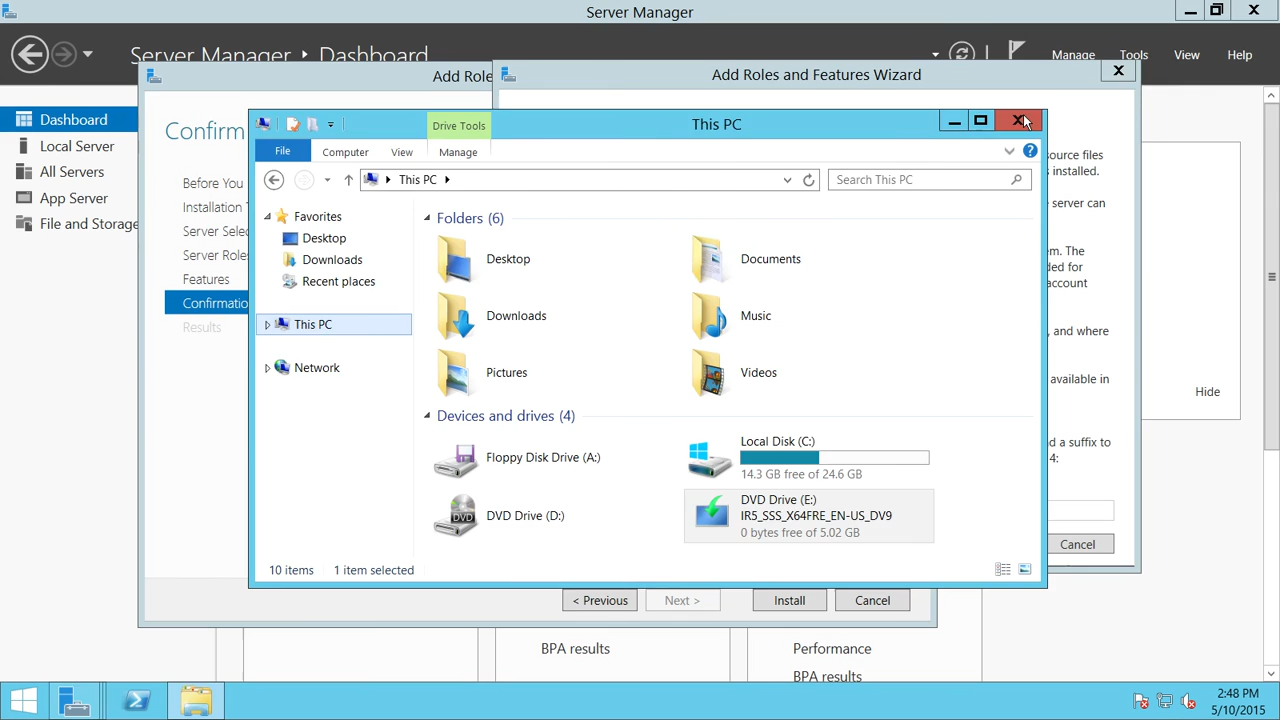 Server Manager
Server Manager ▸ Dashboard
Manage
Tools
View
Help
Dashboard
Local Server
All Servers
App Server
File and Storage
Add Role
Add Roles and Features Wizard
Confirm
Before You
Installation T
Server Selec
Server Roles
Features
Confirmatio
Results
Drive Tools
This PC
File
Computer
View
Manage
This PC
Search This PC
Favorites
Desktop
Downloads
Recent places
This PC
Network
Folders (6)
Desktop
Documents
Downloads
Music
Pictures
Videos
Devices and drives (4)
Floppy Disk Drive (A:)
Local Disk (C:)
14.3 GB free of 24.6 GB
DVD
DVD Drive (D:)
DVD Drive (E:)
IR5_SSS_X64FRE_EN-US_DV9
0 bytes free of 5.02 GB
10 items
1 item selected
ource files
s installed.
e server can
em. The
ded for
account
, and where
available in
nd a suffix to
4:
Cancel
Hide
< Previous
Next >
Install
Cancel
BPA results
Performance
BPA results
2:48 PM
5/10/2015